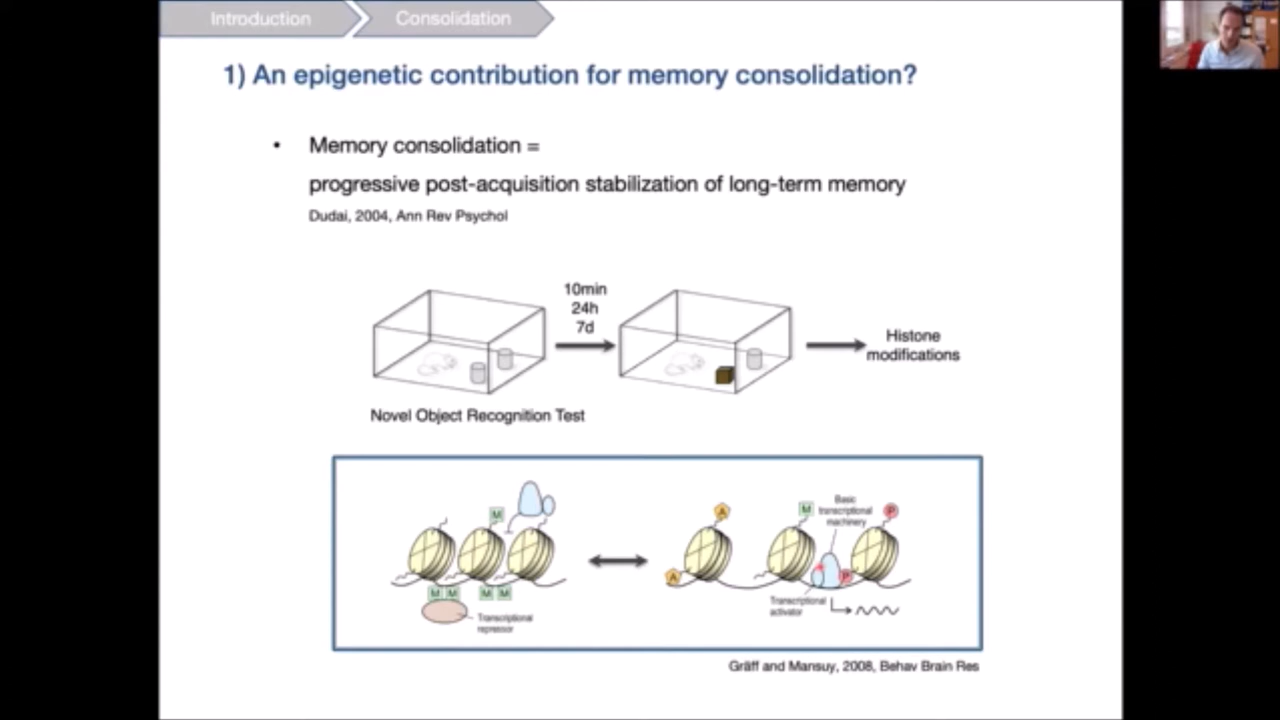 Introduction
Consolidation
1) An epigenetic contribution for memory consolidation?
• Memory consolidation =
progressive post-acquisition stabilization of long-term memory
Dudai, 2004, Ann Rev Psychol
10min
24h
7d
Histone
modifications
Novel Object Recognition Test
M
A
M
Basic
transcriptional
machinery
P
A
P
M M
M M
Transcriptional
repressor
Transcriptional
activator
Gräff and Mansuy, 2008, Behav Brain Res